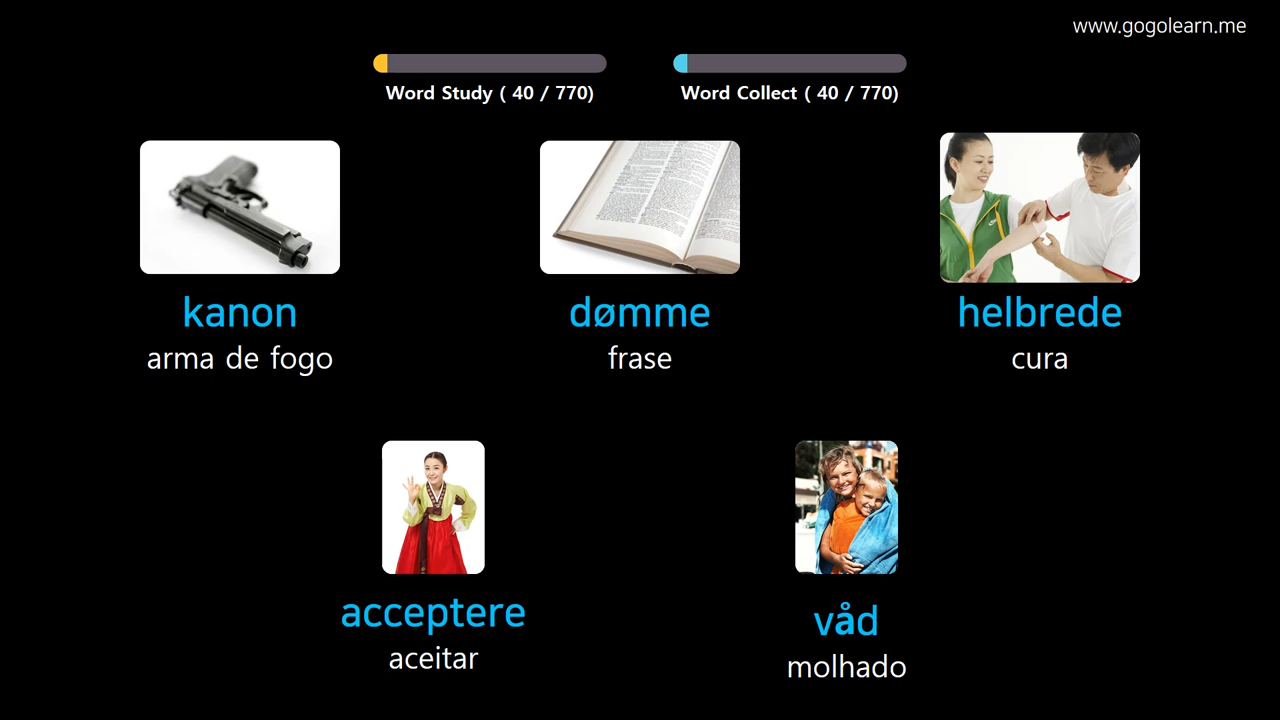 www.gogolearn.me
Word Study ( 40 / 770)
Word Collect ( 40 / 770)
kanon
arma de fogo
dømme
frase
helbrede
cura
acceptere
aceitar
våd
molhado